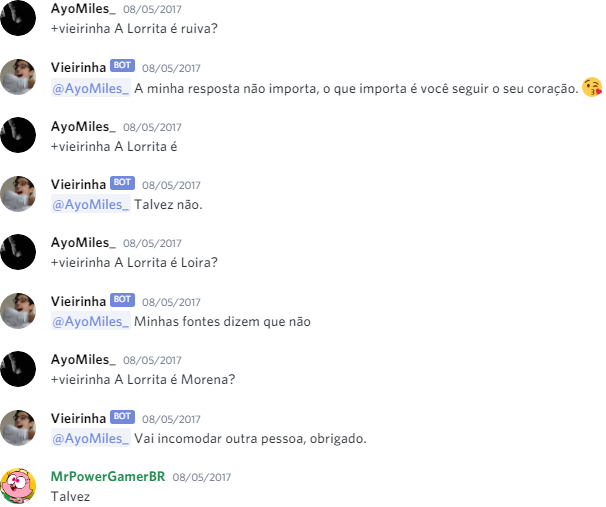 AyoMiles_ 08/05/2017
+vieirinha A Lorrita é ruiva?
Vieirinha BOT 08/05/2017
@AyoMiles_ A minha resposta não importa, o que importa é você seguir o seu coração. 😘
AyoMiles_ 08/05/2017
+vieirinha A Lorrita é
Vieirinha BOT 08/05/2017
@AyoMiles_ Talvez não.
AyoMiles_ 08/05/2017
+vieirinha A Lorrita é Loira?
Vieirinha BOT 08/05/2017
@AyoMiles_ Minhas fontes dizem que não
AyoMiles_ 08/05/2017
+vieirinha A Lorrita é Morena?
Vieirinha BOT 08/05/2017
@AyoMiles_ Vai incomodar outra pessoa, obrigado.
MrPowerGamerBR 08/05/2017
Talvez